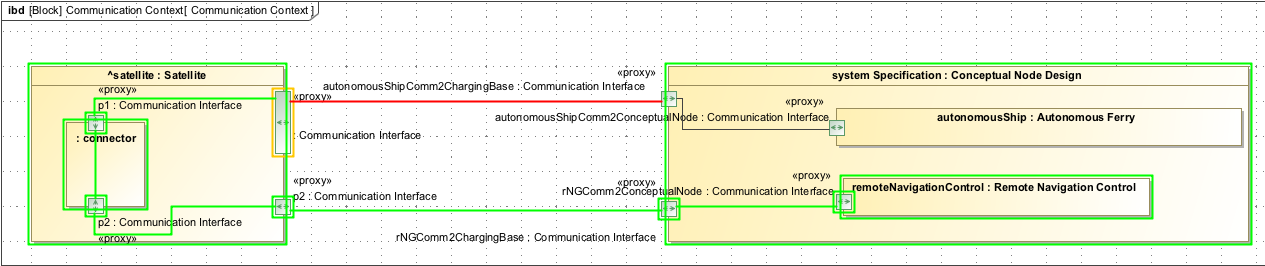 ibd [Block] Communication Context[ Communication Context ]
^satellite : Satellite
«proxy»
p1 : Communication Interface
: connector
p2 : Communication Interface
«proxy»
«proxy»
: Communication Interface
«proxy»
p2 : Communication Interface
«proxy»
autonomousShipComm2ChargingBase : Communication Interface
«proxy»
rNGComm2ChargingBase : Communication Interface
system Specification : Conceptual Node Design
«proxy»
autonomousShipComm2ConceptualNode : Communication Interface
autonomousShip : Autonomous Ferry
«proxy»
rNGComm2ConceptualNode : Communication Interface
remoteNavigationControl : Remote Navigation Control